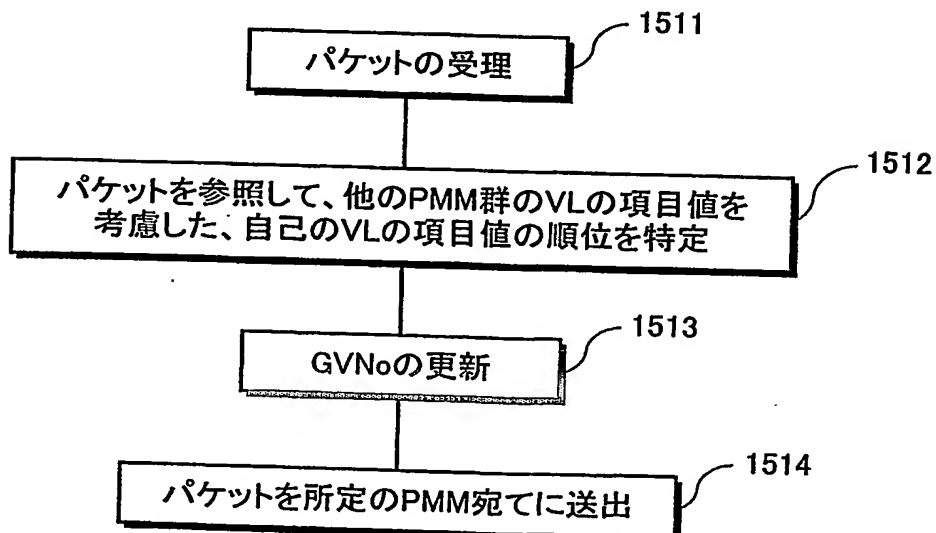 1511
パケットの受理
1512
パケットを参照して、他のPMM群のVLの項目値を
考慮した、自己のVLの項目値の順位を特定
1513
GVNoの更新
1514
パケットを所定のPMM宛てに送出